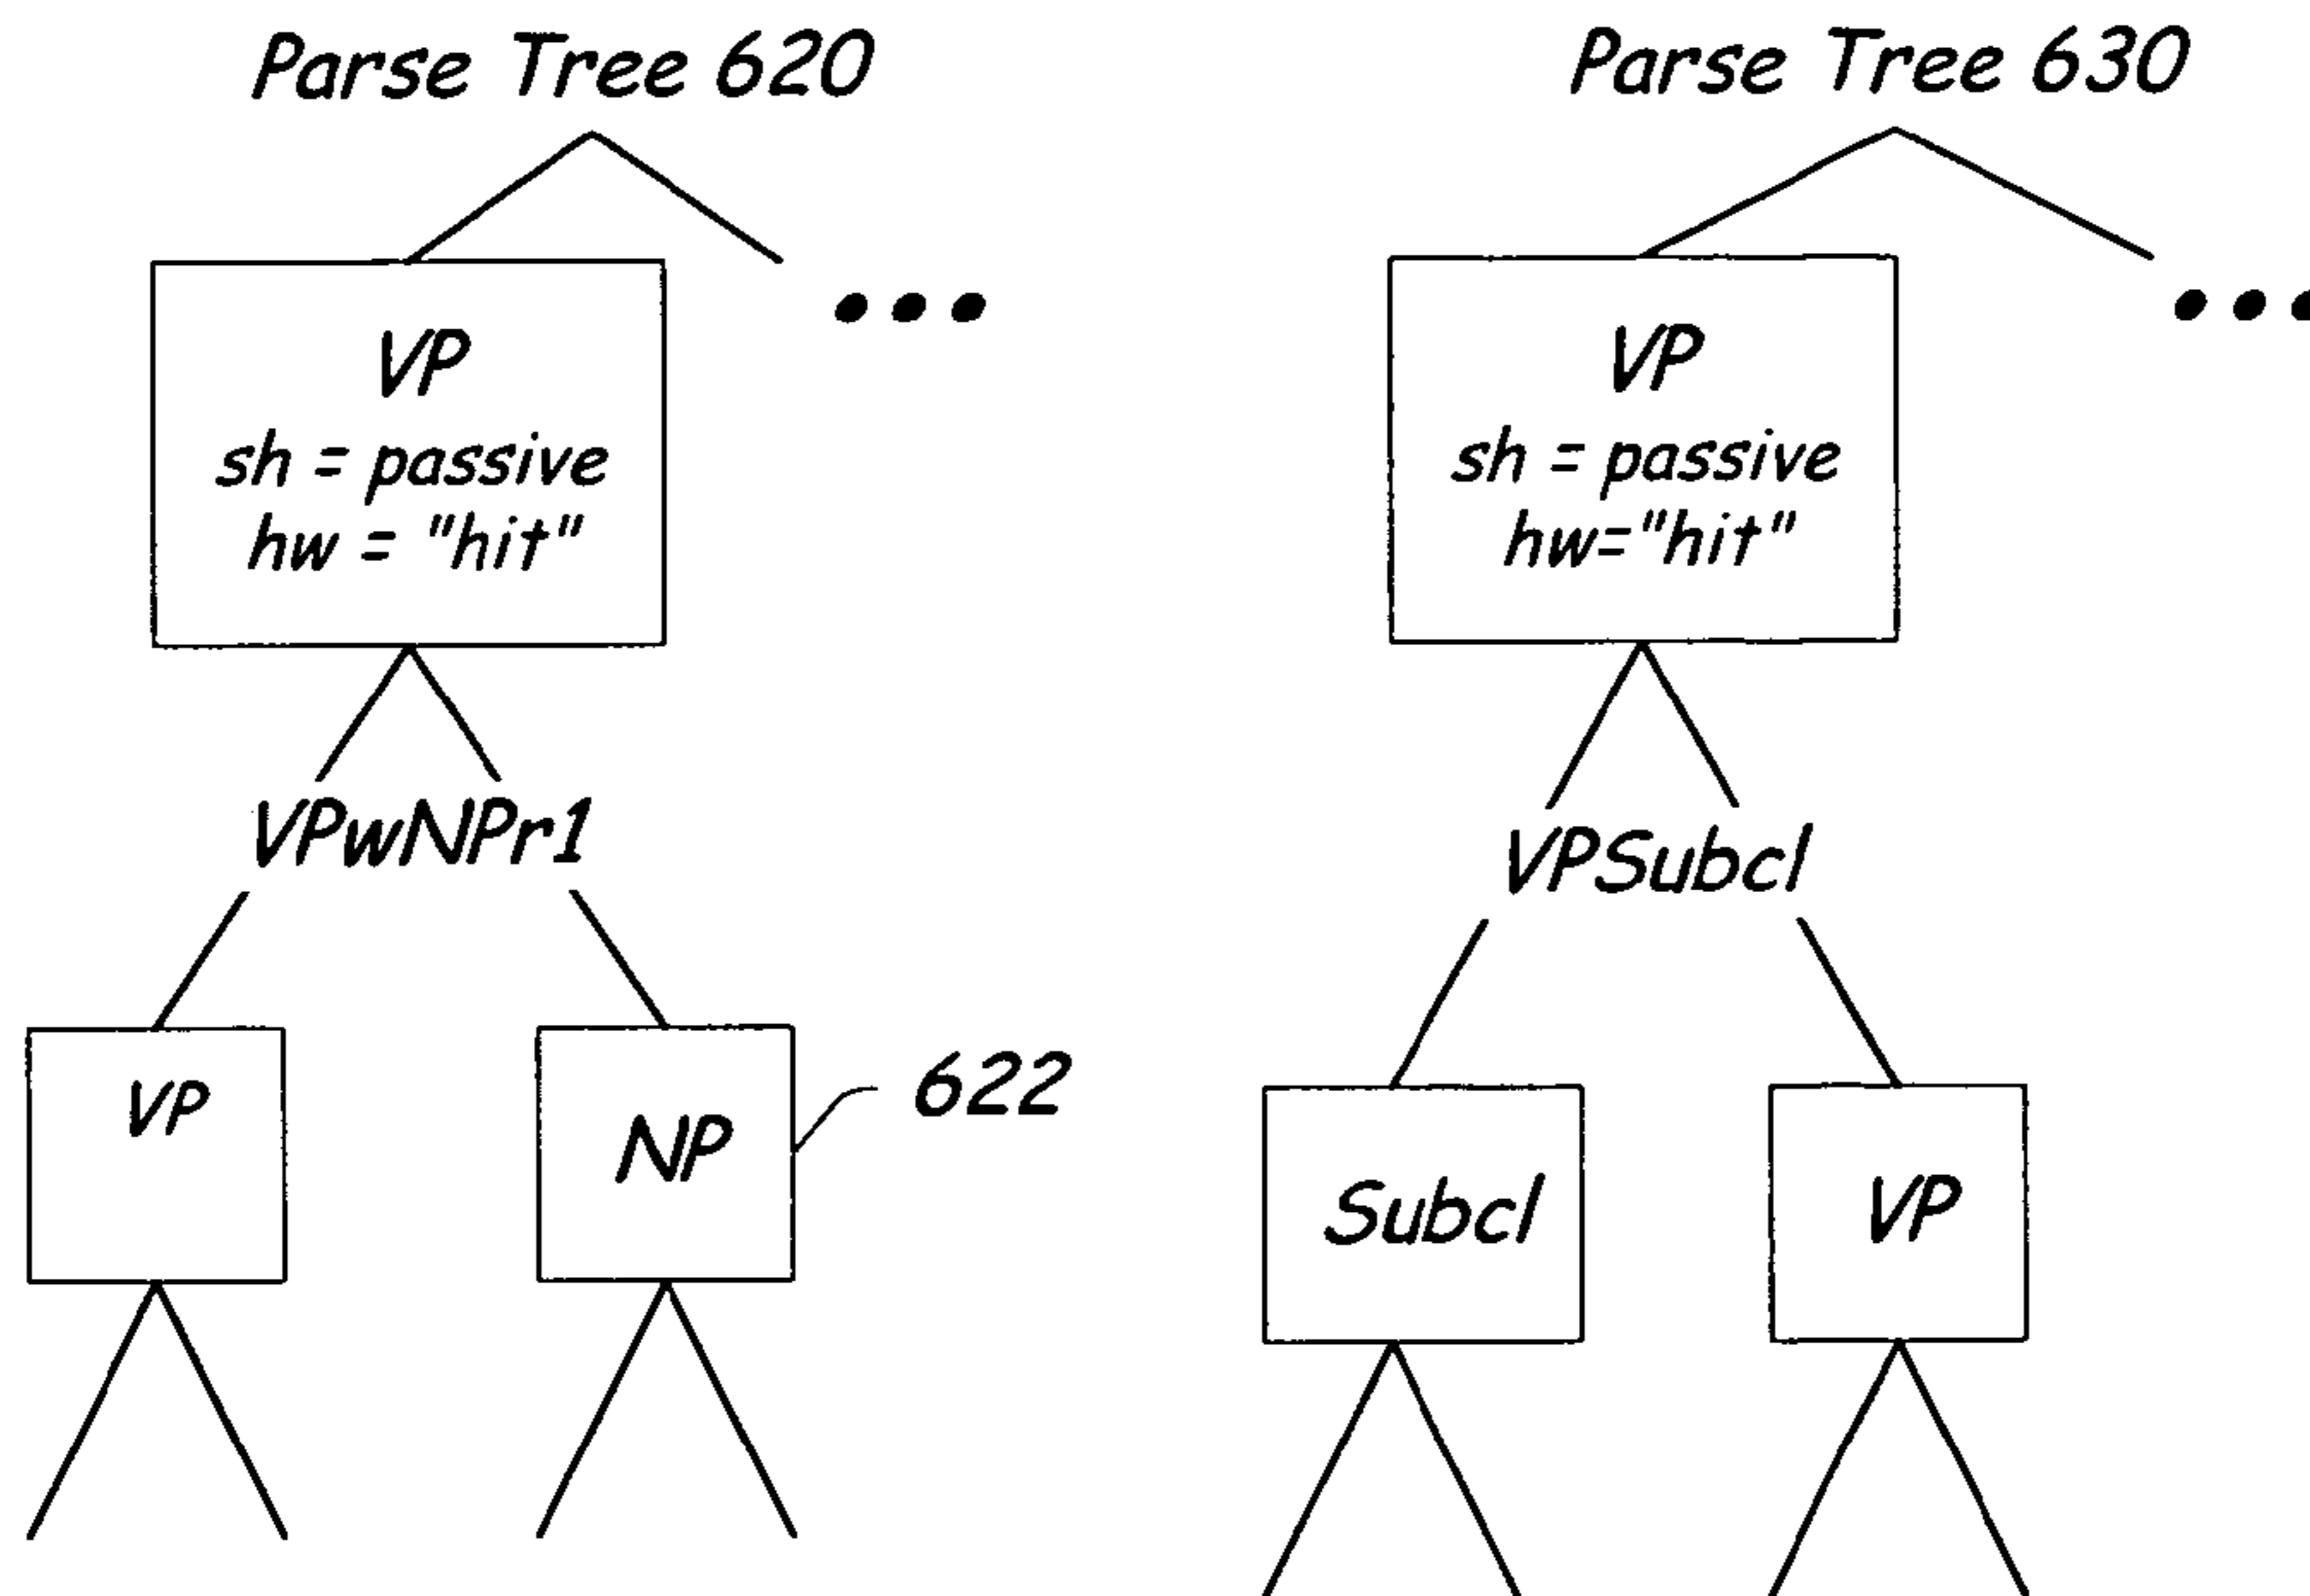 Parse Tree 620
VP
sh = passive
hw = "hit"
VPwNPr1
VP
NP
622
Parse Tree 630
VP
sh = passive
hw="hit"
VPSubcl
Subcl
VP